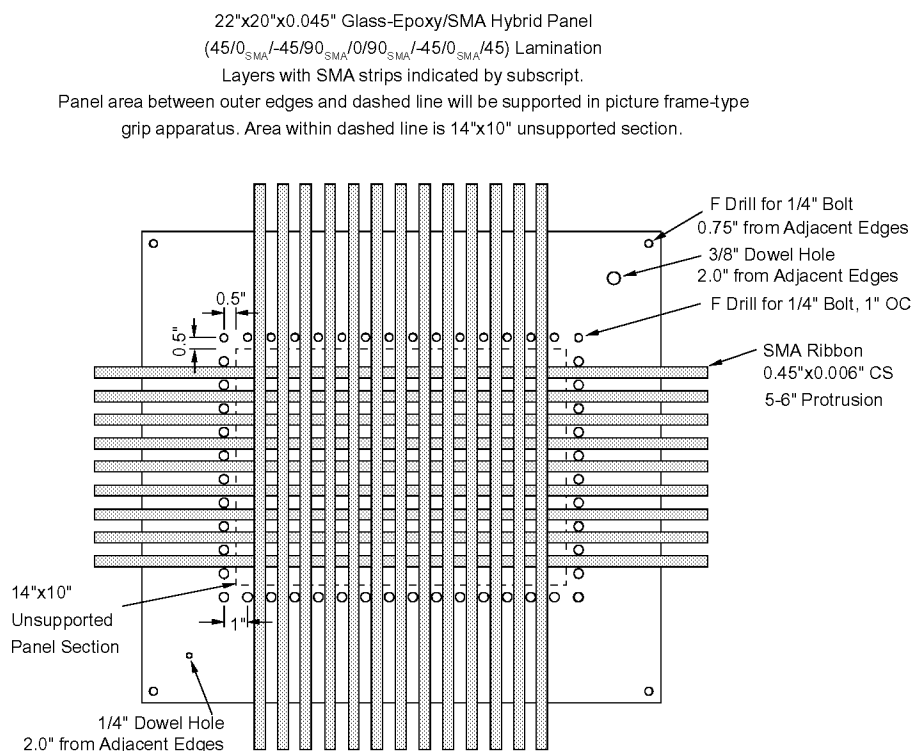 22"x20"x0.045" Glass-Epoxy/SMA Hybrid Panel
(45/0SMA/-45/90SMA/0/90SMA/-45/0SMA/45) Lamination
Layers with SMA strips indicated by subscript.
Panel area between outer edges and dashed line will be supported in picture frame-type
grip apparatus. Area within dashed line is 14"x10" unsupported section.
F Drill for 1/4" Bolt
0.75" from Adjacent Edges
3/8" Dowel Hole
2.0" from Adjacent Edges
F Drill for 1/4" Bolt, 1" OC
0.5"
0.5"
SMA Ribbon
0.45"x0.006" CS
5-6" Protrusion
14"x10"
Unsupported
Panel Section
1"
1/4" Dowel Hole
2.0" from Adjacent Edges